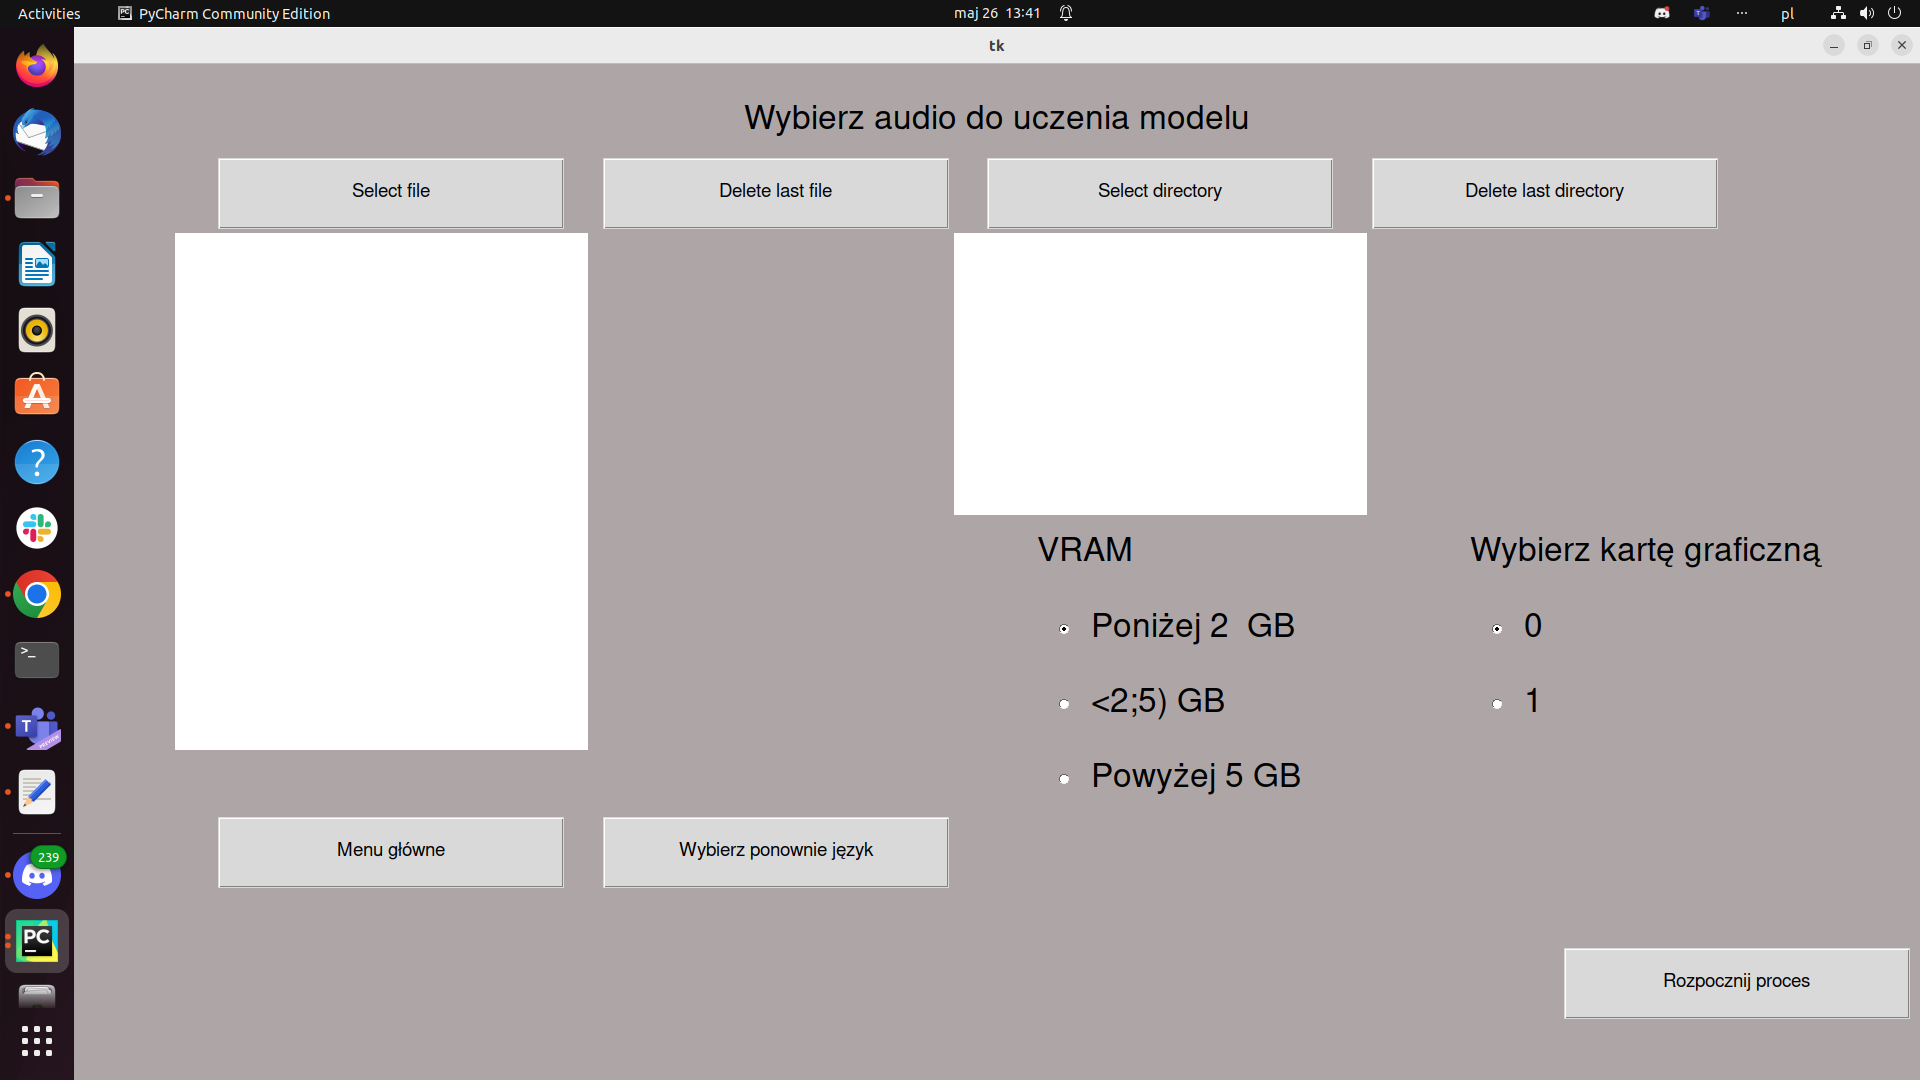 Activities
PyCharm Community Edition
maj 26 13:41
pl
tk
Wybierz audio do uczenia modelu
Select file
Delete last file
Select directory
Delete last directory
VRAM
Wybierz kartę graficzną
Poniżej 2  GB
0
<2;5) GB
1
Powyżej 5 GB
Menu główne
Wybierz ponownie język
239
PC
Rozpocznij proces